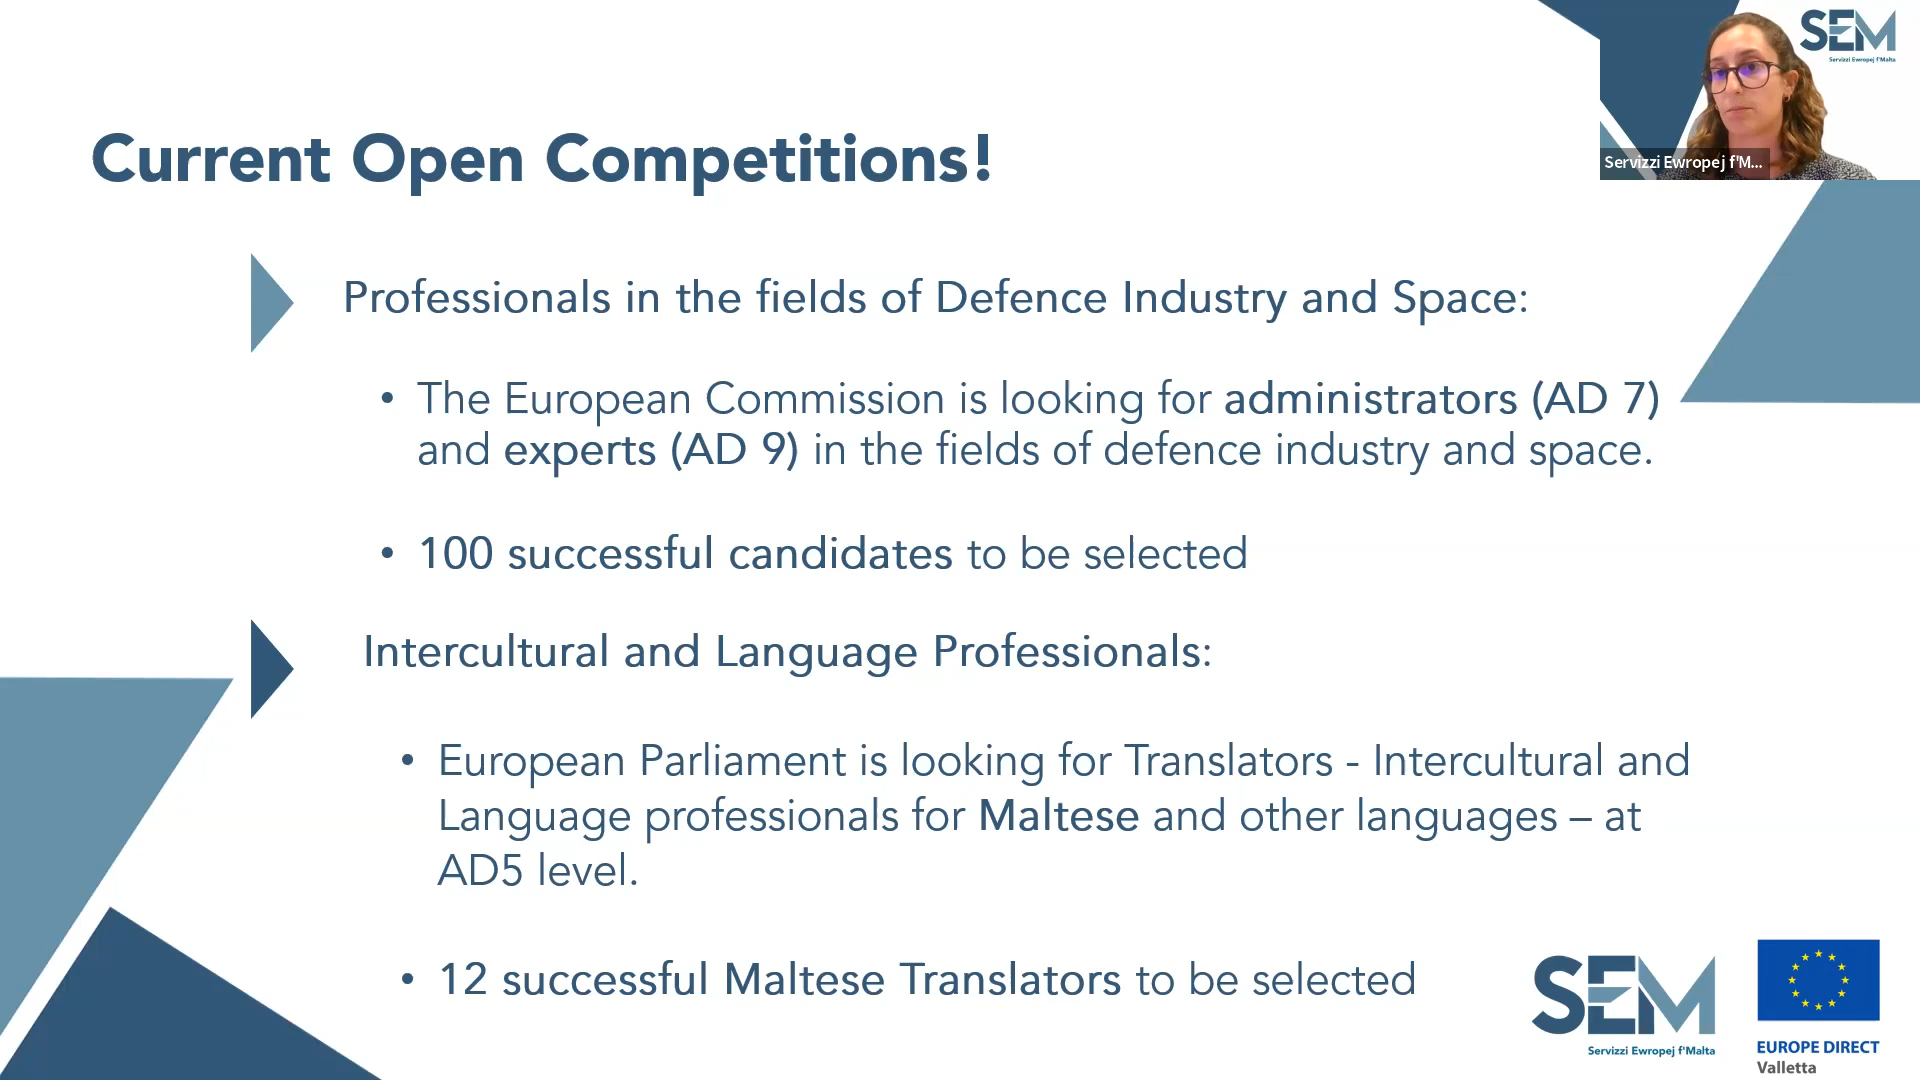 SEM
Servizzi Ewropej f'Malta
Servizzi Ewropej f'M...
Current Open Competitions!
Professionals in the fields of Defence Industry and Space:
• The European Commission is looking for administrators (AD 7)
and experts (AD 9) in the fields of defence industry and space.
• 100 successful candidates to be selected
Intercultural and Language Professionals:
• European Parliament is looking for Translators - Intercultural and
Language professionals for Maltese and other languages – at
AD5 level.
• 12 successful Maltese Translators to be selected
SEM
Servizzi Ewropej f'Malta
EUROPE DIRECT
Valletta